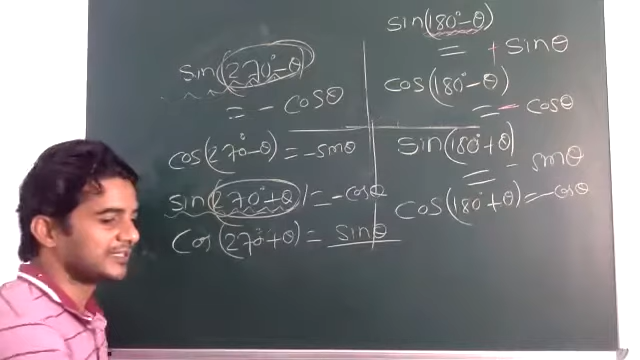 sin(270°-θ)
= - cosθ
cos(270°-θ) = -sinθ
sin(270°+θ) = -cosθ
cos(270°+θ) = sinθ
sin(180°-θ)
= + sinθ
cos(180°-θ)
= - cosθ
sin(180°+θ)
= - sinθ
cos(180°+θ) = -cosθ